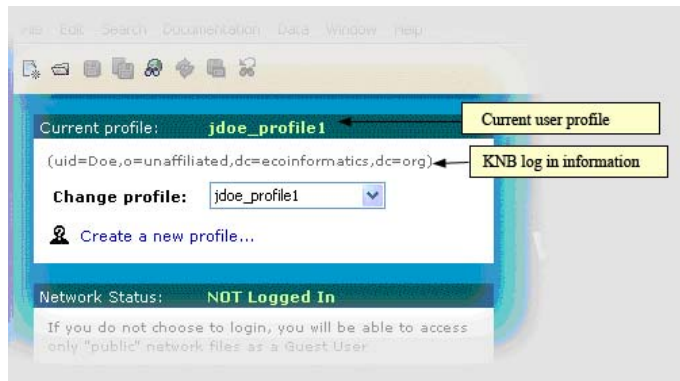 File Edit Search Documentation Data Window Help
Current profile: jdoe_profile1
Current user profile
(uid=Doe,o=unaffiliated,dc=ecoinformatics,dc=org)
KNB log in information
Change profile: jdoe_profile1
Create a new profile...
Network Status: NOT Logged In
If you do not choose to login, you will be able to access
only "public" network files as a Guest User